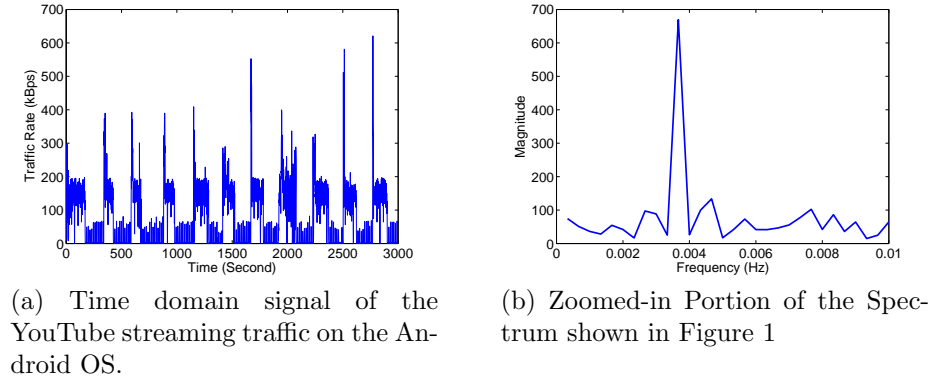 700
600
500
400
300
200
100
0
0 500 1000 1500 2000 2500 3000
Traffic Rate (kBps)
Time (Second)
700
600
500
400
300
200
100
0
0 0.002 0.004 0.006 0.008 0.01
Magnitude
Frequency (Hz)
(a) Time domain signal of the
YouTube streaming traffic on the An-
droid OS.
(b) Zoomed-in Portion of the Spec-
trum shown in Figure 1